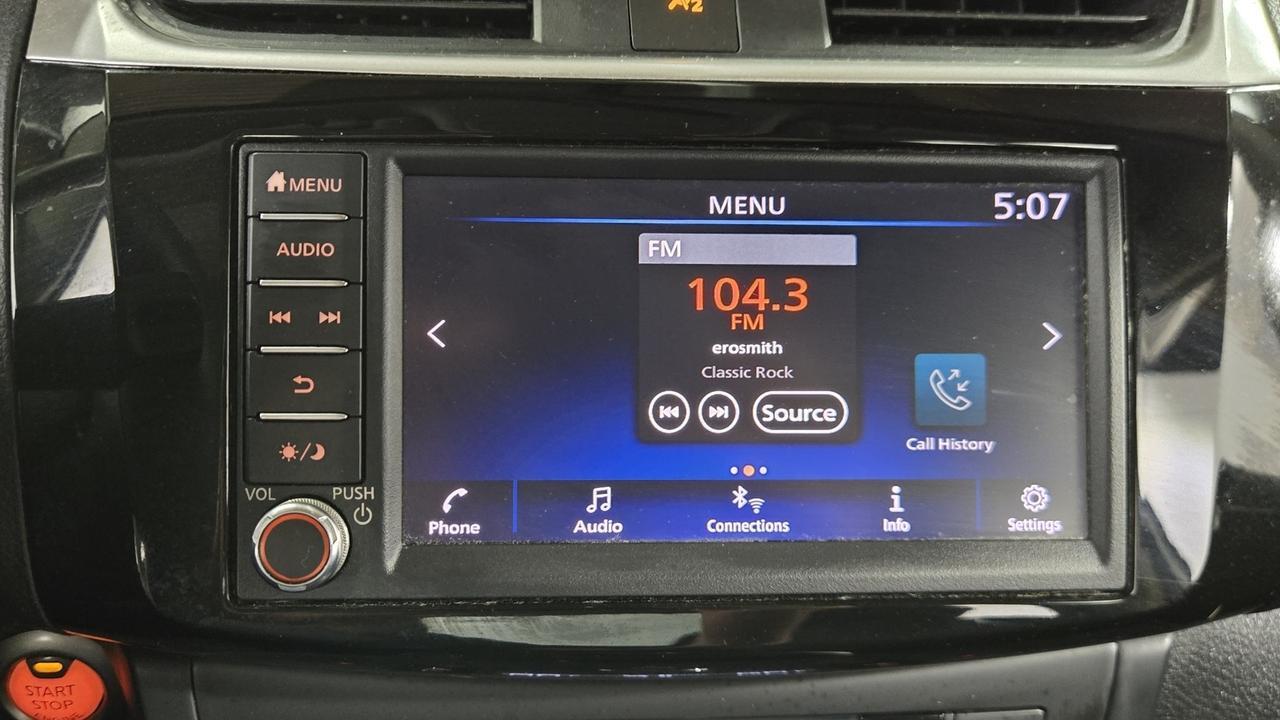 MENU
AUDIO
VOL
PUSH
MENU
5:07
FM
104.3
FM
erosmith
Classic Rock
Source
Call History
Phone
Audio
Connections
Info
Settings
START
STOP